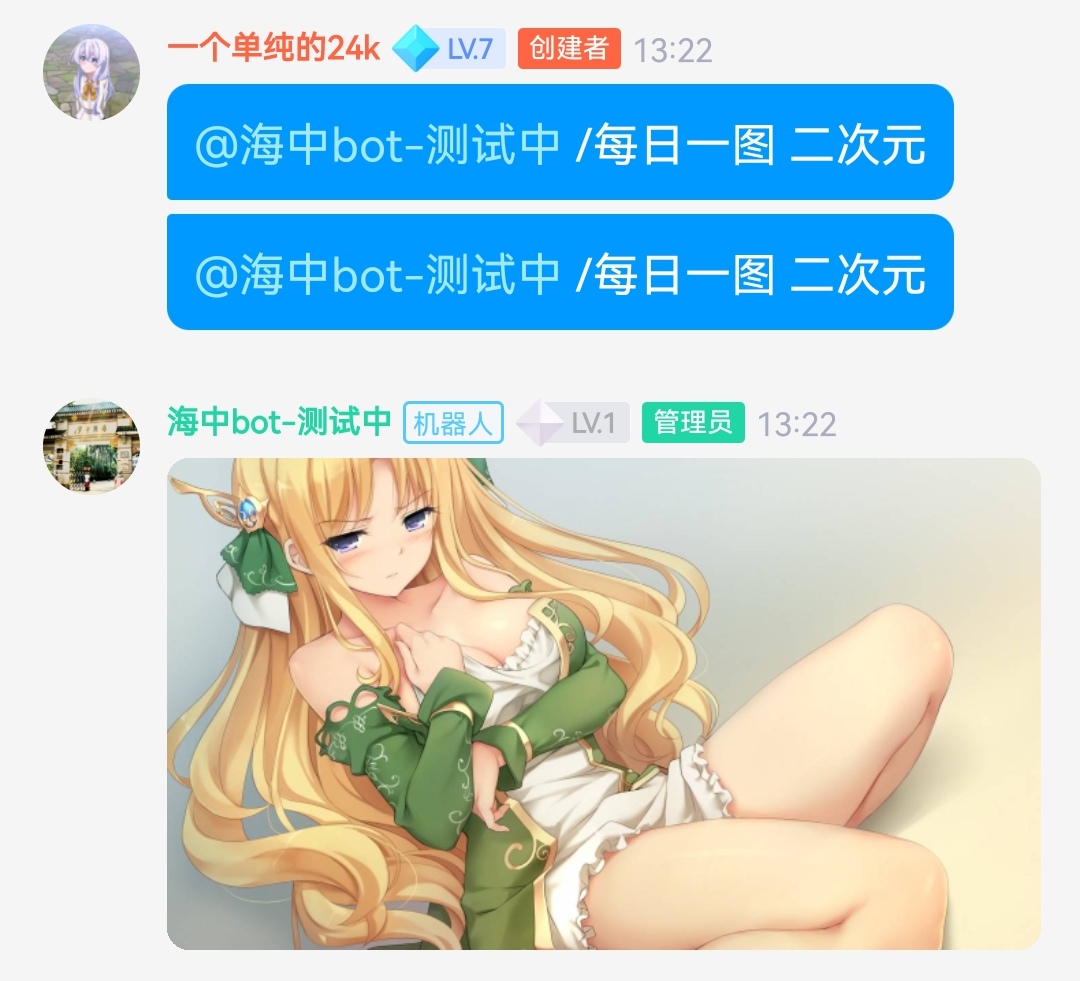 一个单纯的24k LV.7 创建者 13:22
@海中bot-测试中 /每日一图 二次元
@海中bot-测试中 /每日一图 二次元
海中bot-测试中 机器人 LV.1 管理员 13:22